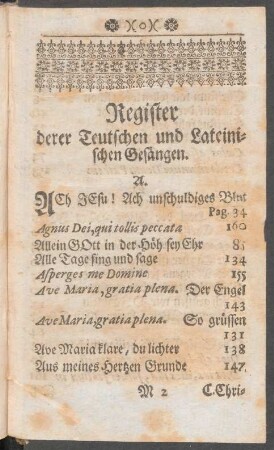 )(o)(
Register
derer Teutschen und Lateini-
schen Gesängen.
A.
ACh JEsu! Ach unschuldiges Blut
Pag. 34
Agnus Dei, qui tollis peccata 160
Allein GOtt in der Höh sey Ehr
Alle Tage sing und sage 134
Asperges me Domine 155
Ave Maria, gratia plena. Der Engel
143
Ave Maria, gratia plena. So grüssen
131
Ave Maria klare, du lichter 138
Aus meines Hertzen Grunde 147
M 2 C. Chri-